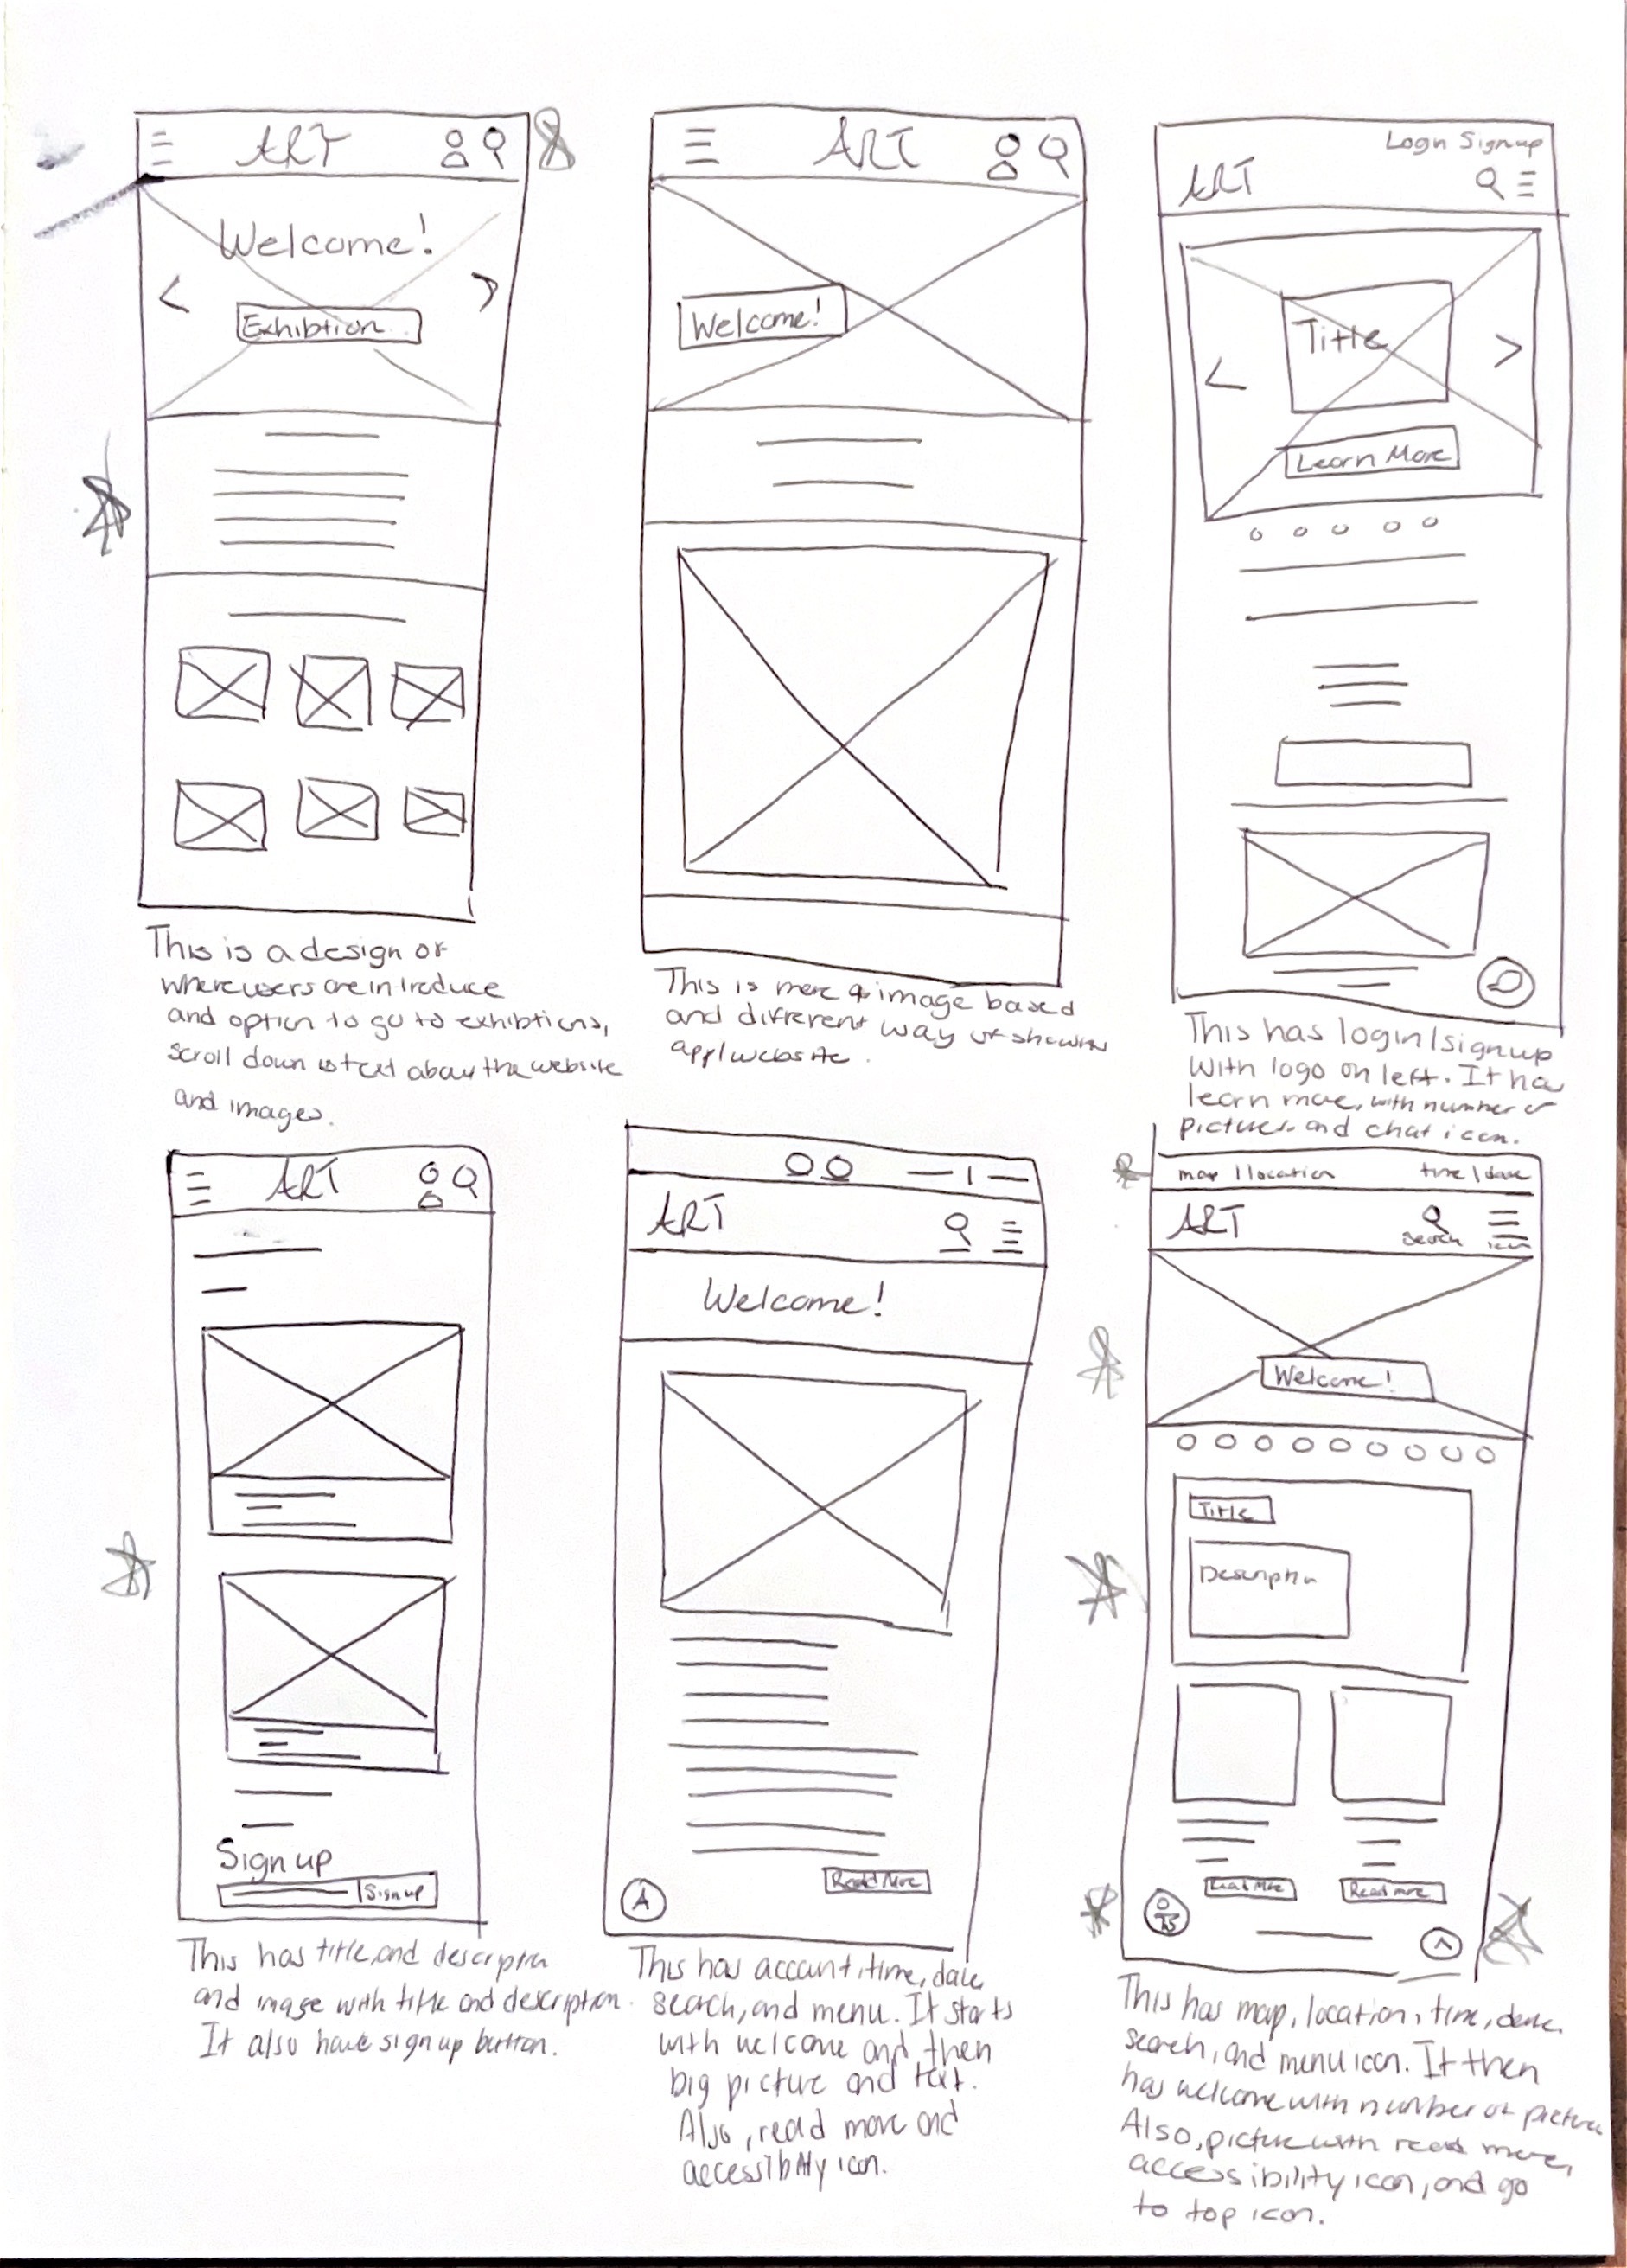 ART
Welcome!
Exhibtion
This is a design of
where users are introduce
and option to go to exhibtions,
scroll down is text about the website
and images.
ART
Welcome!
This is more image based
and different way of showing
app/website.
Login Signup
ART
Title
Learn More
This has login/signup
with logo on left. It has
learn more, with number of
pictures and chat icon.
ART
Sign up
Sign up
This has title, and description
and image with title and description.
It also have sign up button.
ART
Welcome!
Read More
A
This has account, time, date,
search, and menu. It starts
with welcome and then
big picture and text.
Also, read more and
accessibility icon.
map/location time/date
ART
search
icon
Welcome!
Title
Description
Read More Read more
This has map, location, time, date,
search, and menu icon. It then
has welcome with number of picture
Also, picture with read more,
accessibility icon, and go
to top icon.